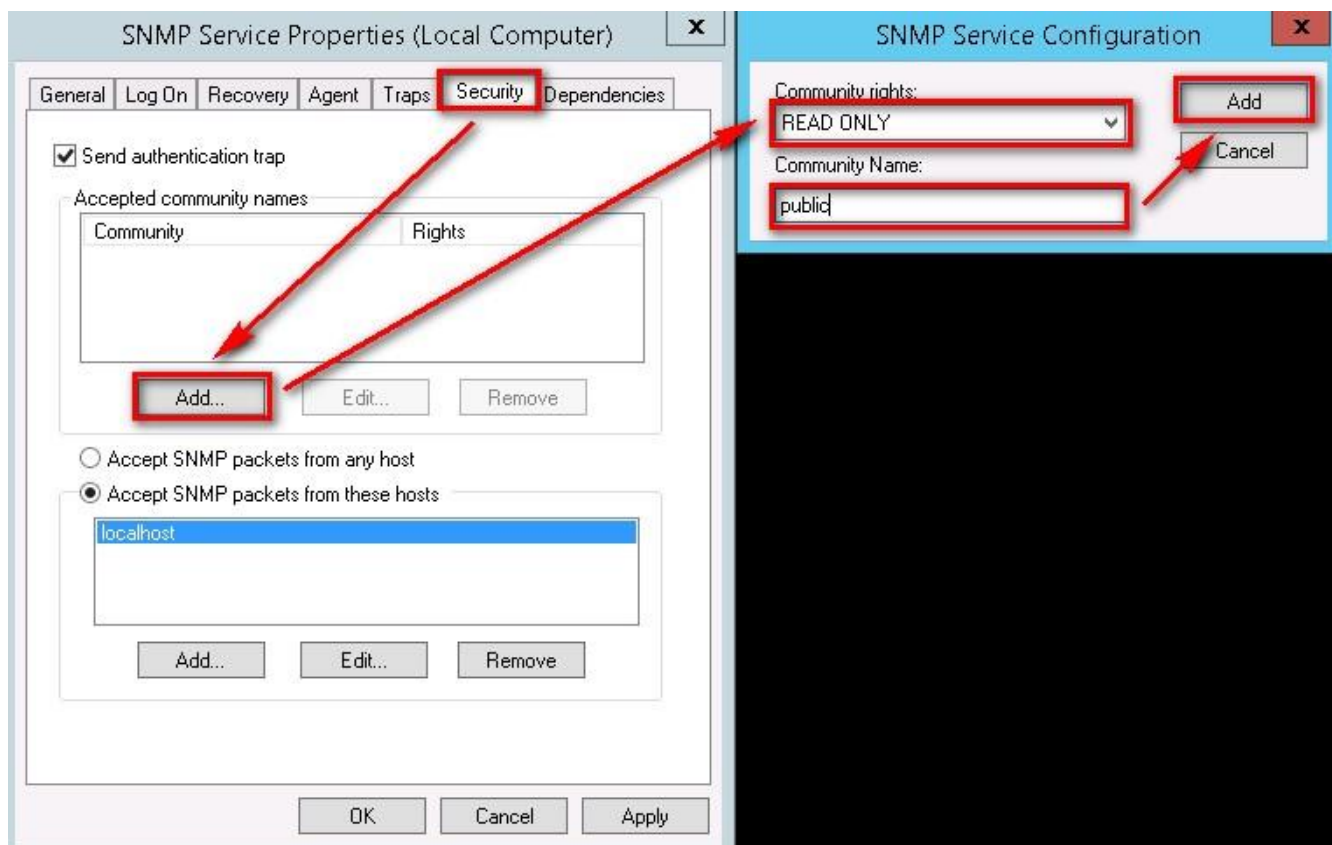 SNMP Service Properties (Local Computer)
x
General Log On Recovery Agent Traps Security Dependencies
Send authentication trap
Accepted community names
Community Rights
Add... Edit... Remove
Accept SNMP packets from any host
Accept SNMP packets from these hosts
localhost
Add... Edit... Remove
OK Cancel Apply
SNMP Service Configuration
x
Community rights:
READ ONLY
Add
Cancel
Community Name:
public